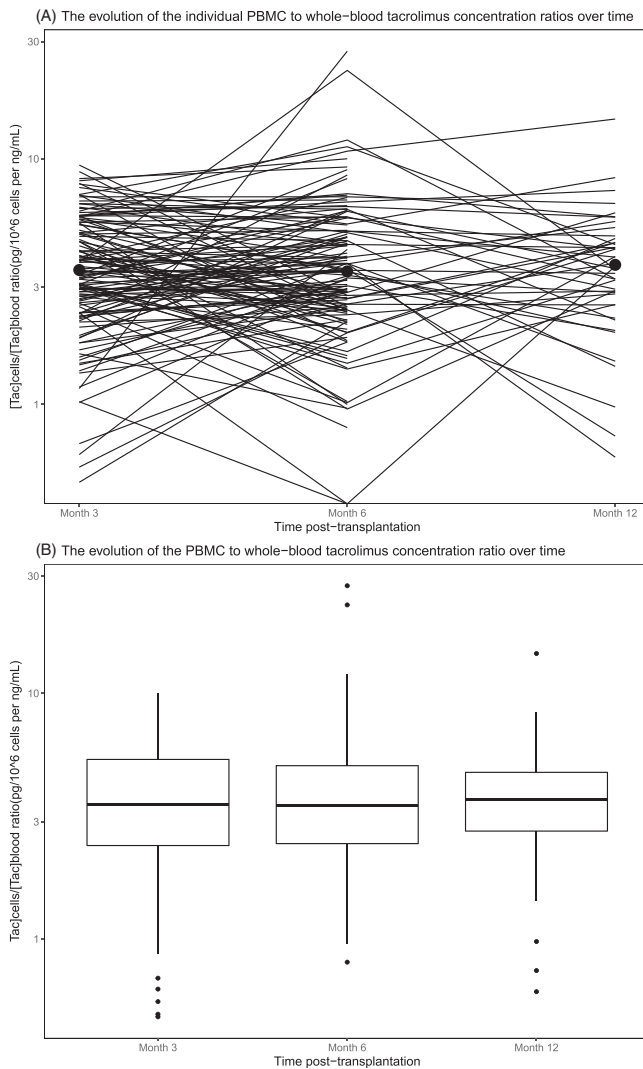 (A) The evolution of the individual PBMC to whole−blood tacrolimus concentration ratios over time
30
10
3
1
[Tac]cells/[Tac]blood ratio(pg/10^6 cells per ng/mL)
Month 3 Month 6 Month 12
Time post−transplantation
(B) The evolution of the PBMC to whole−blood tacrolimus concentration ratio over time
30
10
3
1
Tac]cells/[Tac]blood ratio(pg/10^6 cells per ng/mL)
Month 3 Month 6 Month 12
Time post−transplantation